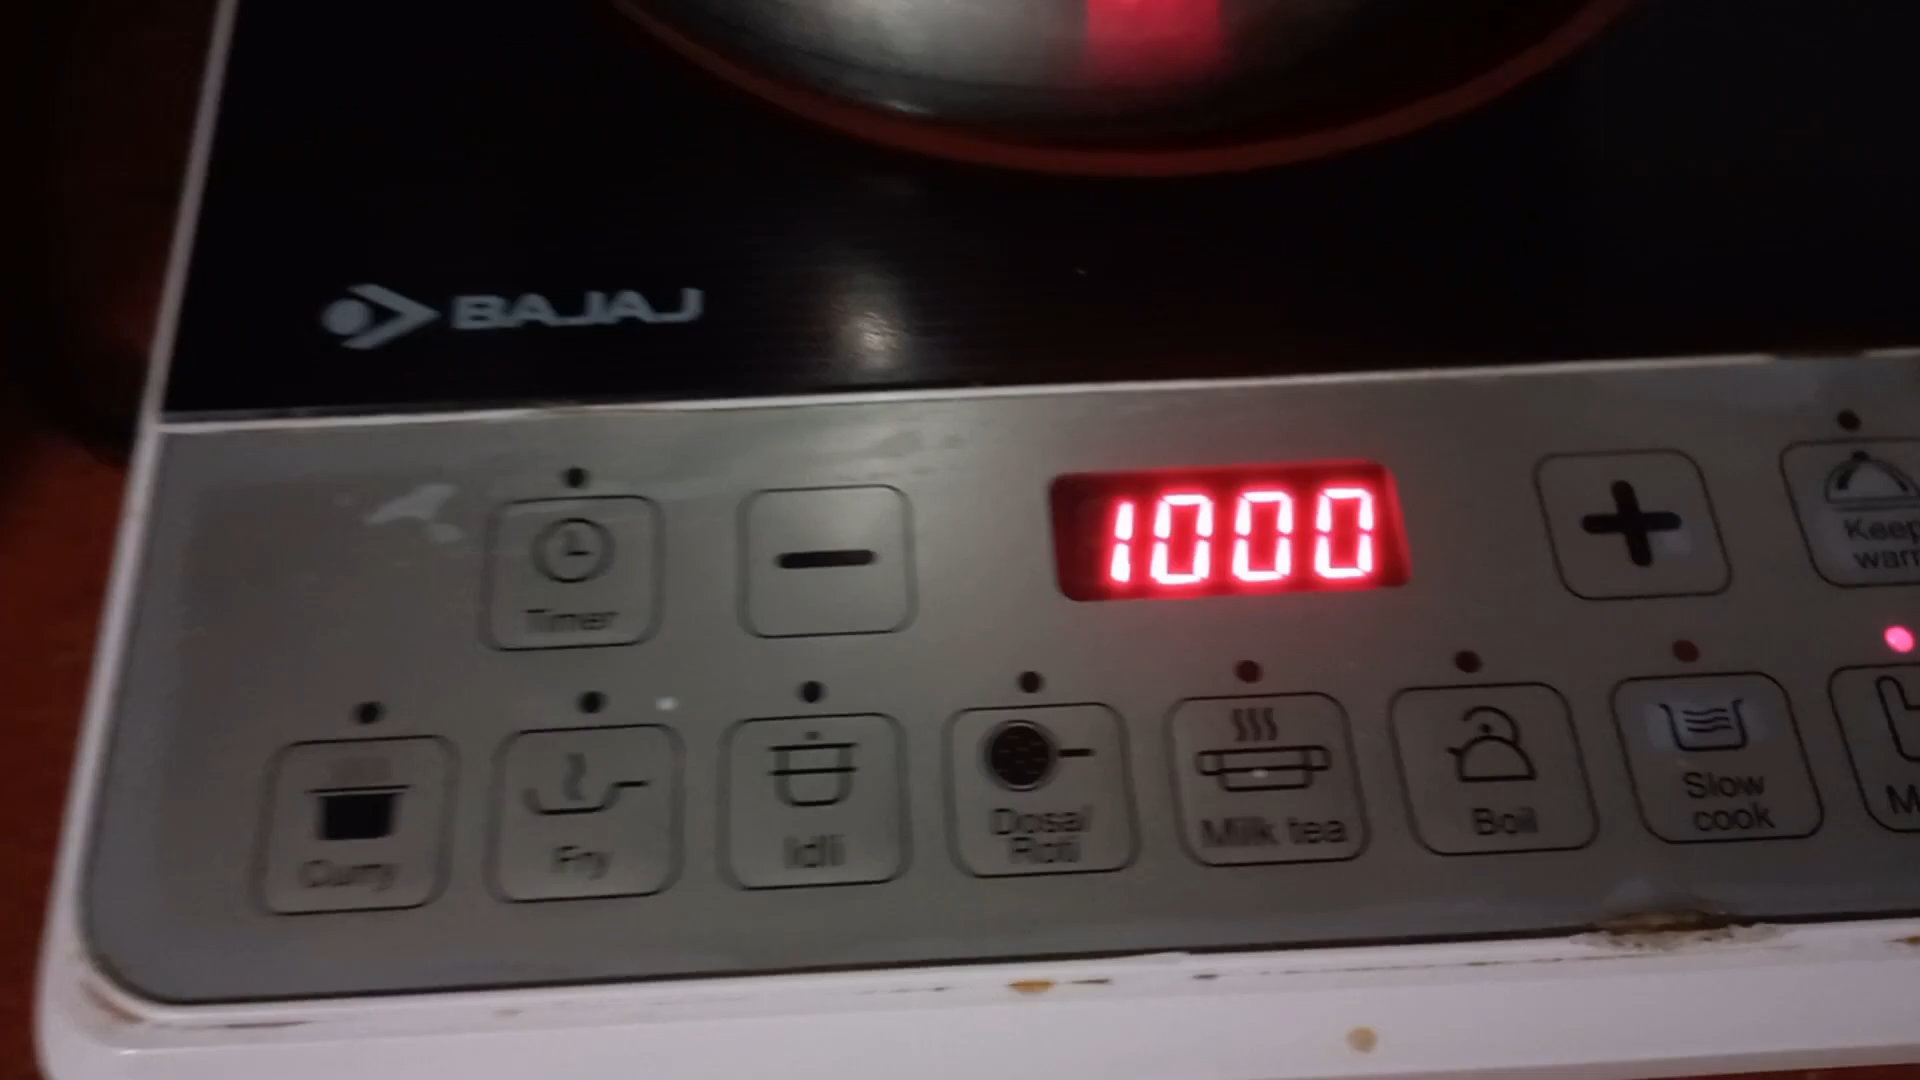 BAJAJ
1000
Timer
Keep
warm
Curry
Fry
Idli
Dosa/
Roti
Milk tea
Boil
Slow
cook